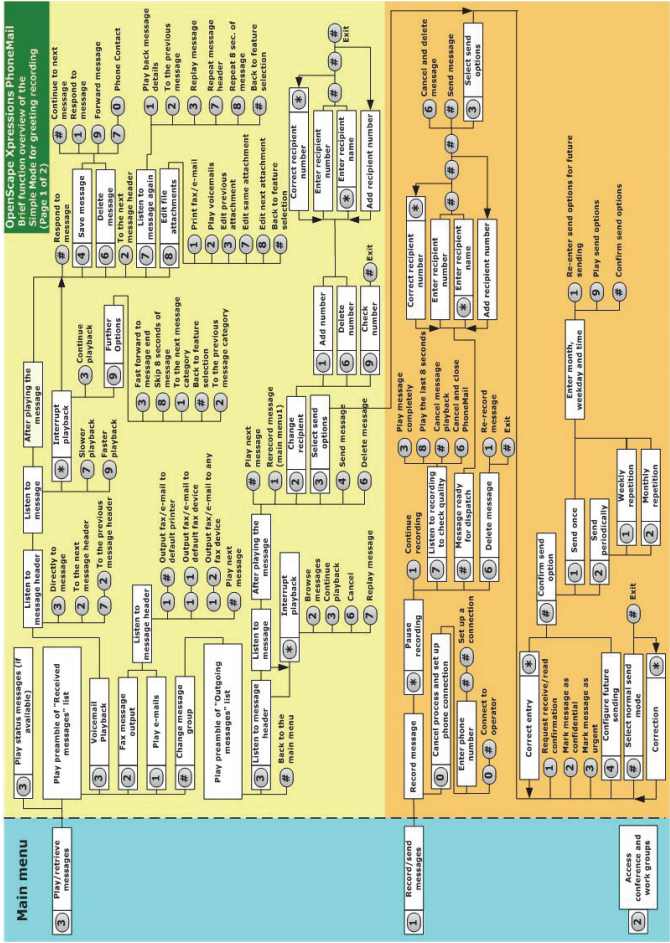 OpenScape Xpressions PhoneMail
Brief function overview of the
Simple Mode for greeting recording
(Page 1 of 2)
Main menu
3 Play/retrieve
messages
3 Play status messages (if
available)
Play preamble of "Received
messages" list
3 Voicemail
Playback
2 Fax message
output
1 Play e-mails
# Change message
group
Listen to
message header
3 Directly to
message
2 To the next
message header
7 2 To the previous
message header
Listen to
message
* Interrupt
playback
7 Slower
playback
9 Faster
playback
3 Continue
playback
9 Further
Options
3 Fast forward to
message end
8 Skip 8 seconds of
message
1 To the next message
category
# Back to feature
selection
2 To the previous
message category
After playing the
message
# Respond to
message
# Continue to next
message
1 Respond to
message
9 Forward message
7 0 Phone Contact
4 Save message
6 Delete
message
2 To the next
message header
7 Listen to
message again
1 Play back message
details
2 To the previous
message
3 Replay message
7 Repeat message
header
8 Repeat 8 sec. of
message
# Back to feature
selection
8 Edit file
attachments
1 Print fax/e-mail
2 Play voicemails
3 Edit previous
attachment
7 Edit same attachment
8 Edit next attachment
# Back to feature
selection
Listen to
message header
1 # Output fax/e-mail to
default printer
1 1 Output fax/e-mail to
default fax device
1 2 Output fax/e-mail to any
fax device
# Play next
message
Play preamble of "Outgoing
messages" list
3 Listen to message
header
# Back to the
main menu
Listen to
message
* Interrupt
playback
2 Browse
messages
3 Continue
playback
6 Cancel
7 Replay message
After playing the
message
# Play next
message
1 Rerecord message
(main menu1)
2 Change
recipient
3 Select send
options
4 Send message
6 Delete message
1 Add number
6 Delete
number
9 Check
number
# Exit
Correct recipient
number *
Enter recipient
number
* Enter recipient
name
Add recipient number
# # # Exit
1 Record/send
messages
Record message
0 Cancel process and set up
phone connection
Enter phone
number # # Set up a
connection
0 # Connect to
operator
* Pause
recording
1 Continue
recording
7 Listen to recording
to check quality
3 Play message
completely
8 Play the last 8 seconds
# Cancel message
playback
6 Cancel and close
PhoneMail
# Message ready
for dispatch
6 Delete message
1 Re-record
message
# Exit
Correct recipient
number *
Enter recipient
number
* Enter recipient
name
Add recipient number
# # #
6 Cancel and delete
message
# Send message
3 Select send
options
Correct entry *
1 Request receive/read
confirmation
2 Mark message as
confidential
3 Mark message as
urgent
4 Configure future
sending
# Select normal send
mode
Correction *
# Exit
# Confirm send
option
1 Send once
2 Send
periodically
1 Weekly
repetition
2 Monthly
repetition
Enter month,
weekday and time
1 Re-enter send options for future
sending
9 Play send options
# Confirm send options
2 Access
conference and
work groups